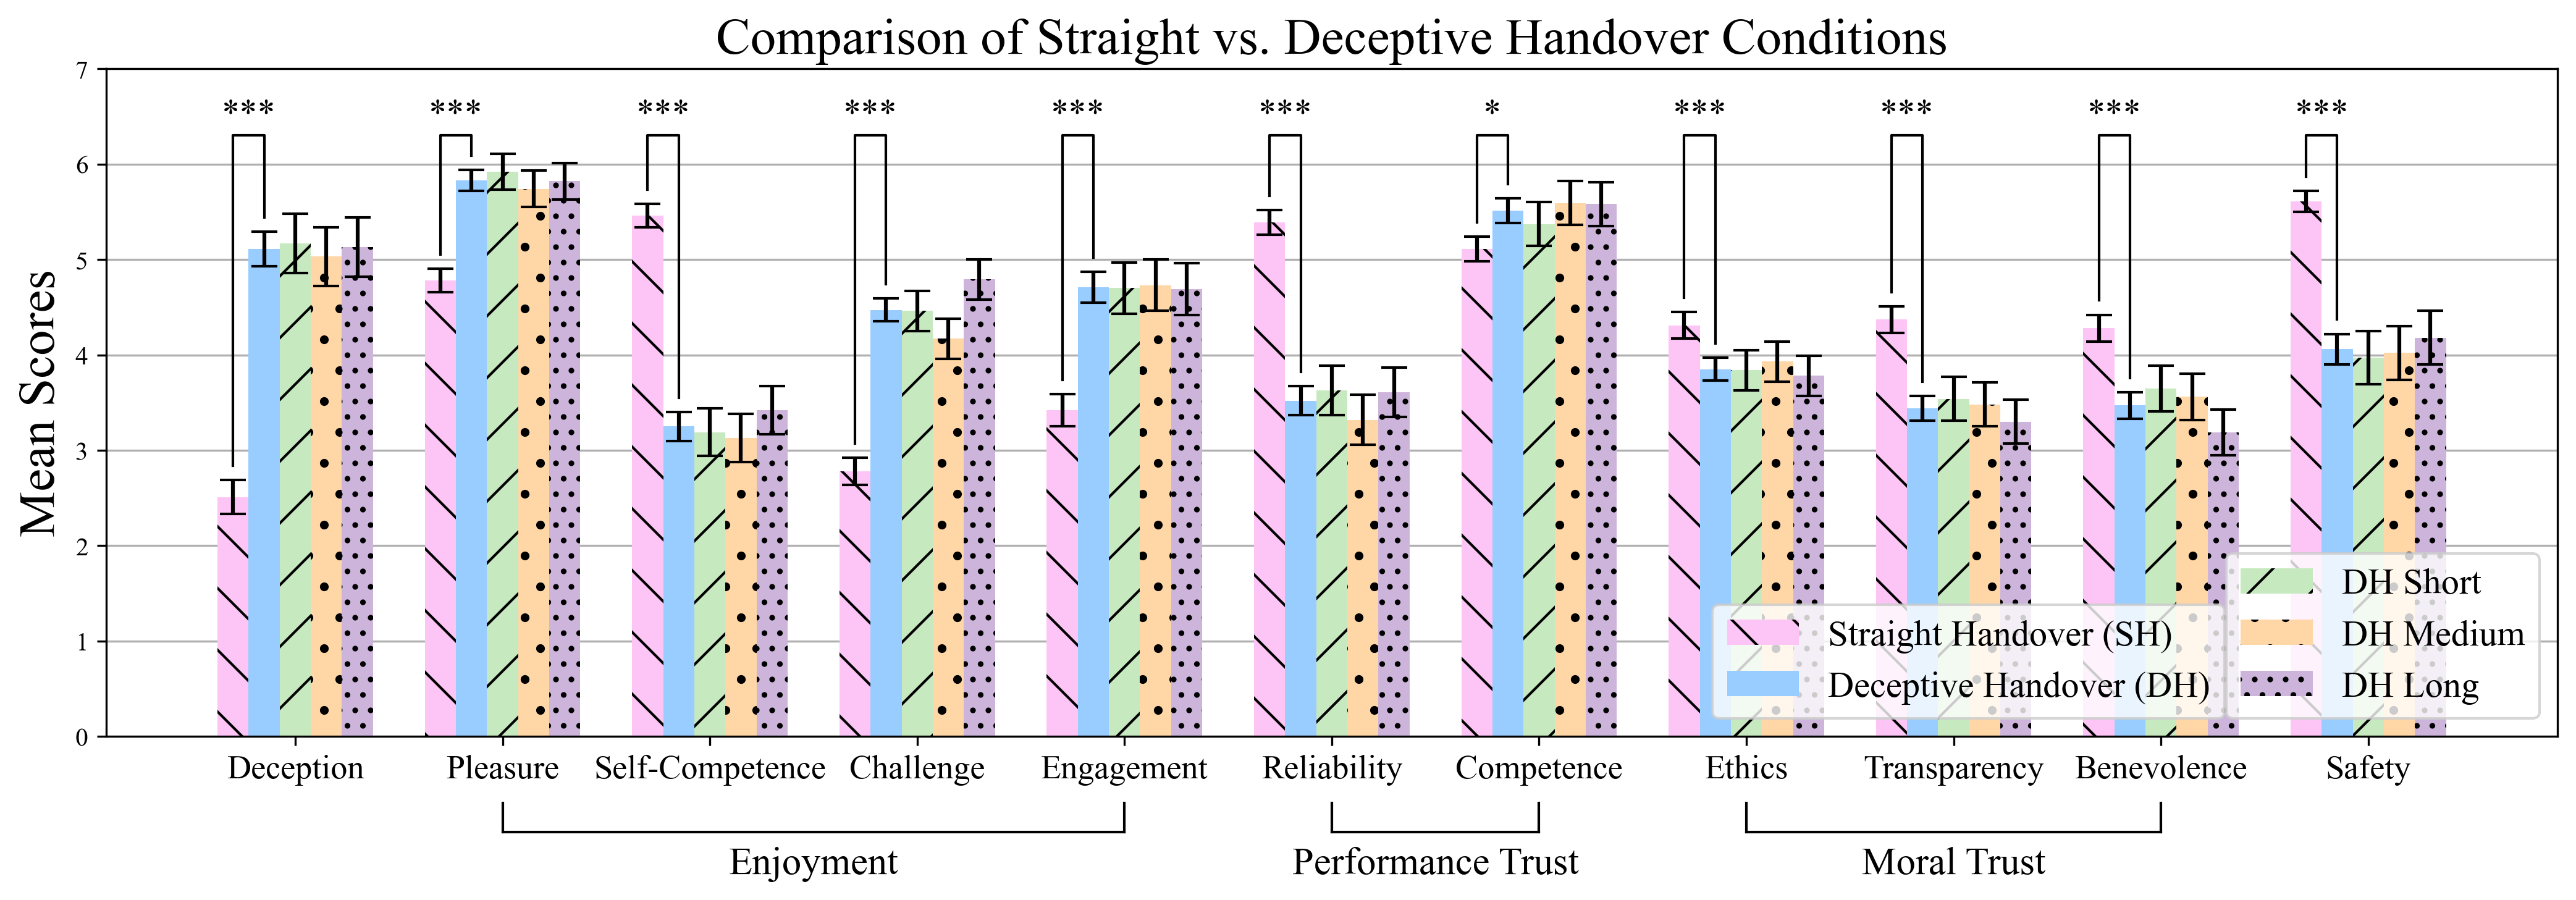 Comparison of Straight vs. Deceptive Handover Conditions
Mean Scores
7
6
5
4
3
2
1
0
*** *** *** *** *** *** * *** *** *** ***
Straight Handover (SH)
Deceptive Handover (DH)
DH Short
DH Medium
DH Long
Deception Pleasure Self-Competence Challenge Engagement Reliability Competence Ethics Transparency Benevolence Safety
Enjoyment Performance Trust Moral Trust